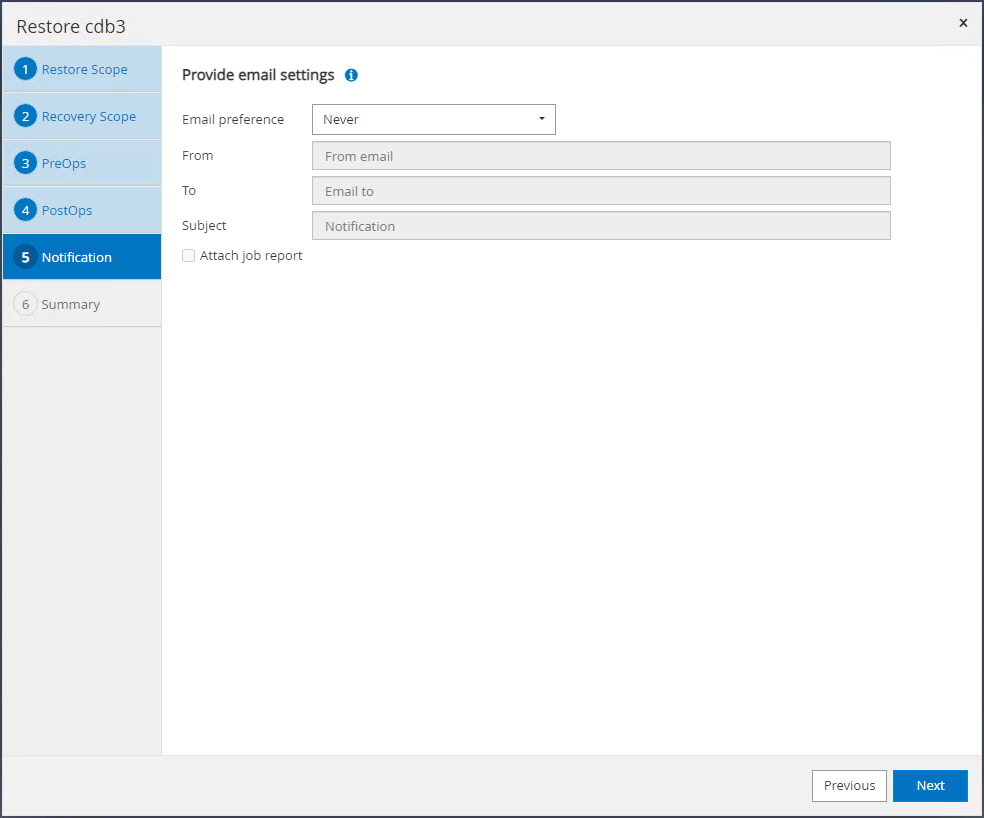 Restore cdb3
×
1 Restore Scope
2 Recovery Scope
3 PreOps
4 PostOps
5 Notification
6 Summary
Provide email settings
Email preference Never
From From email
To Email to
Subject Notification
Attach job report
Previous Next